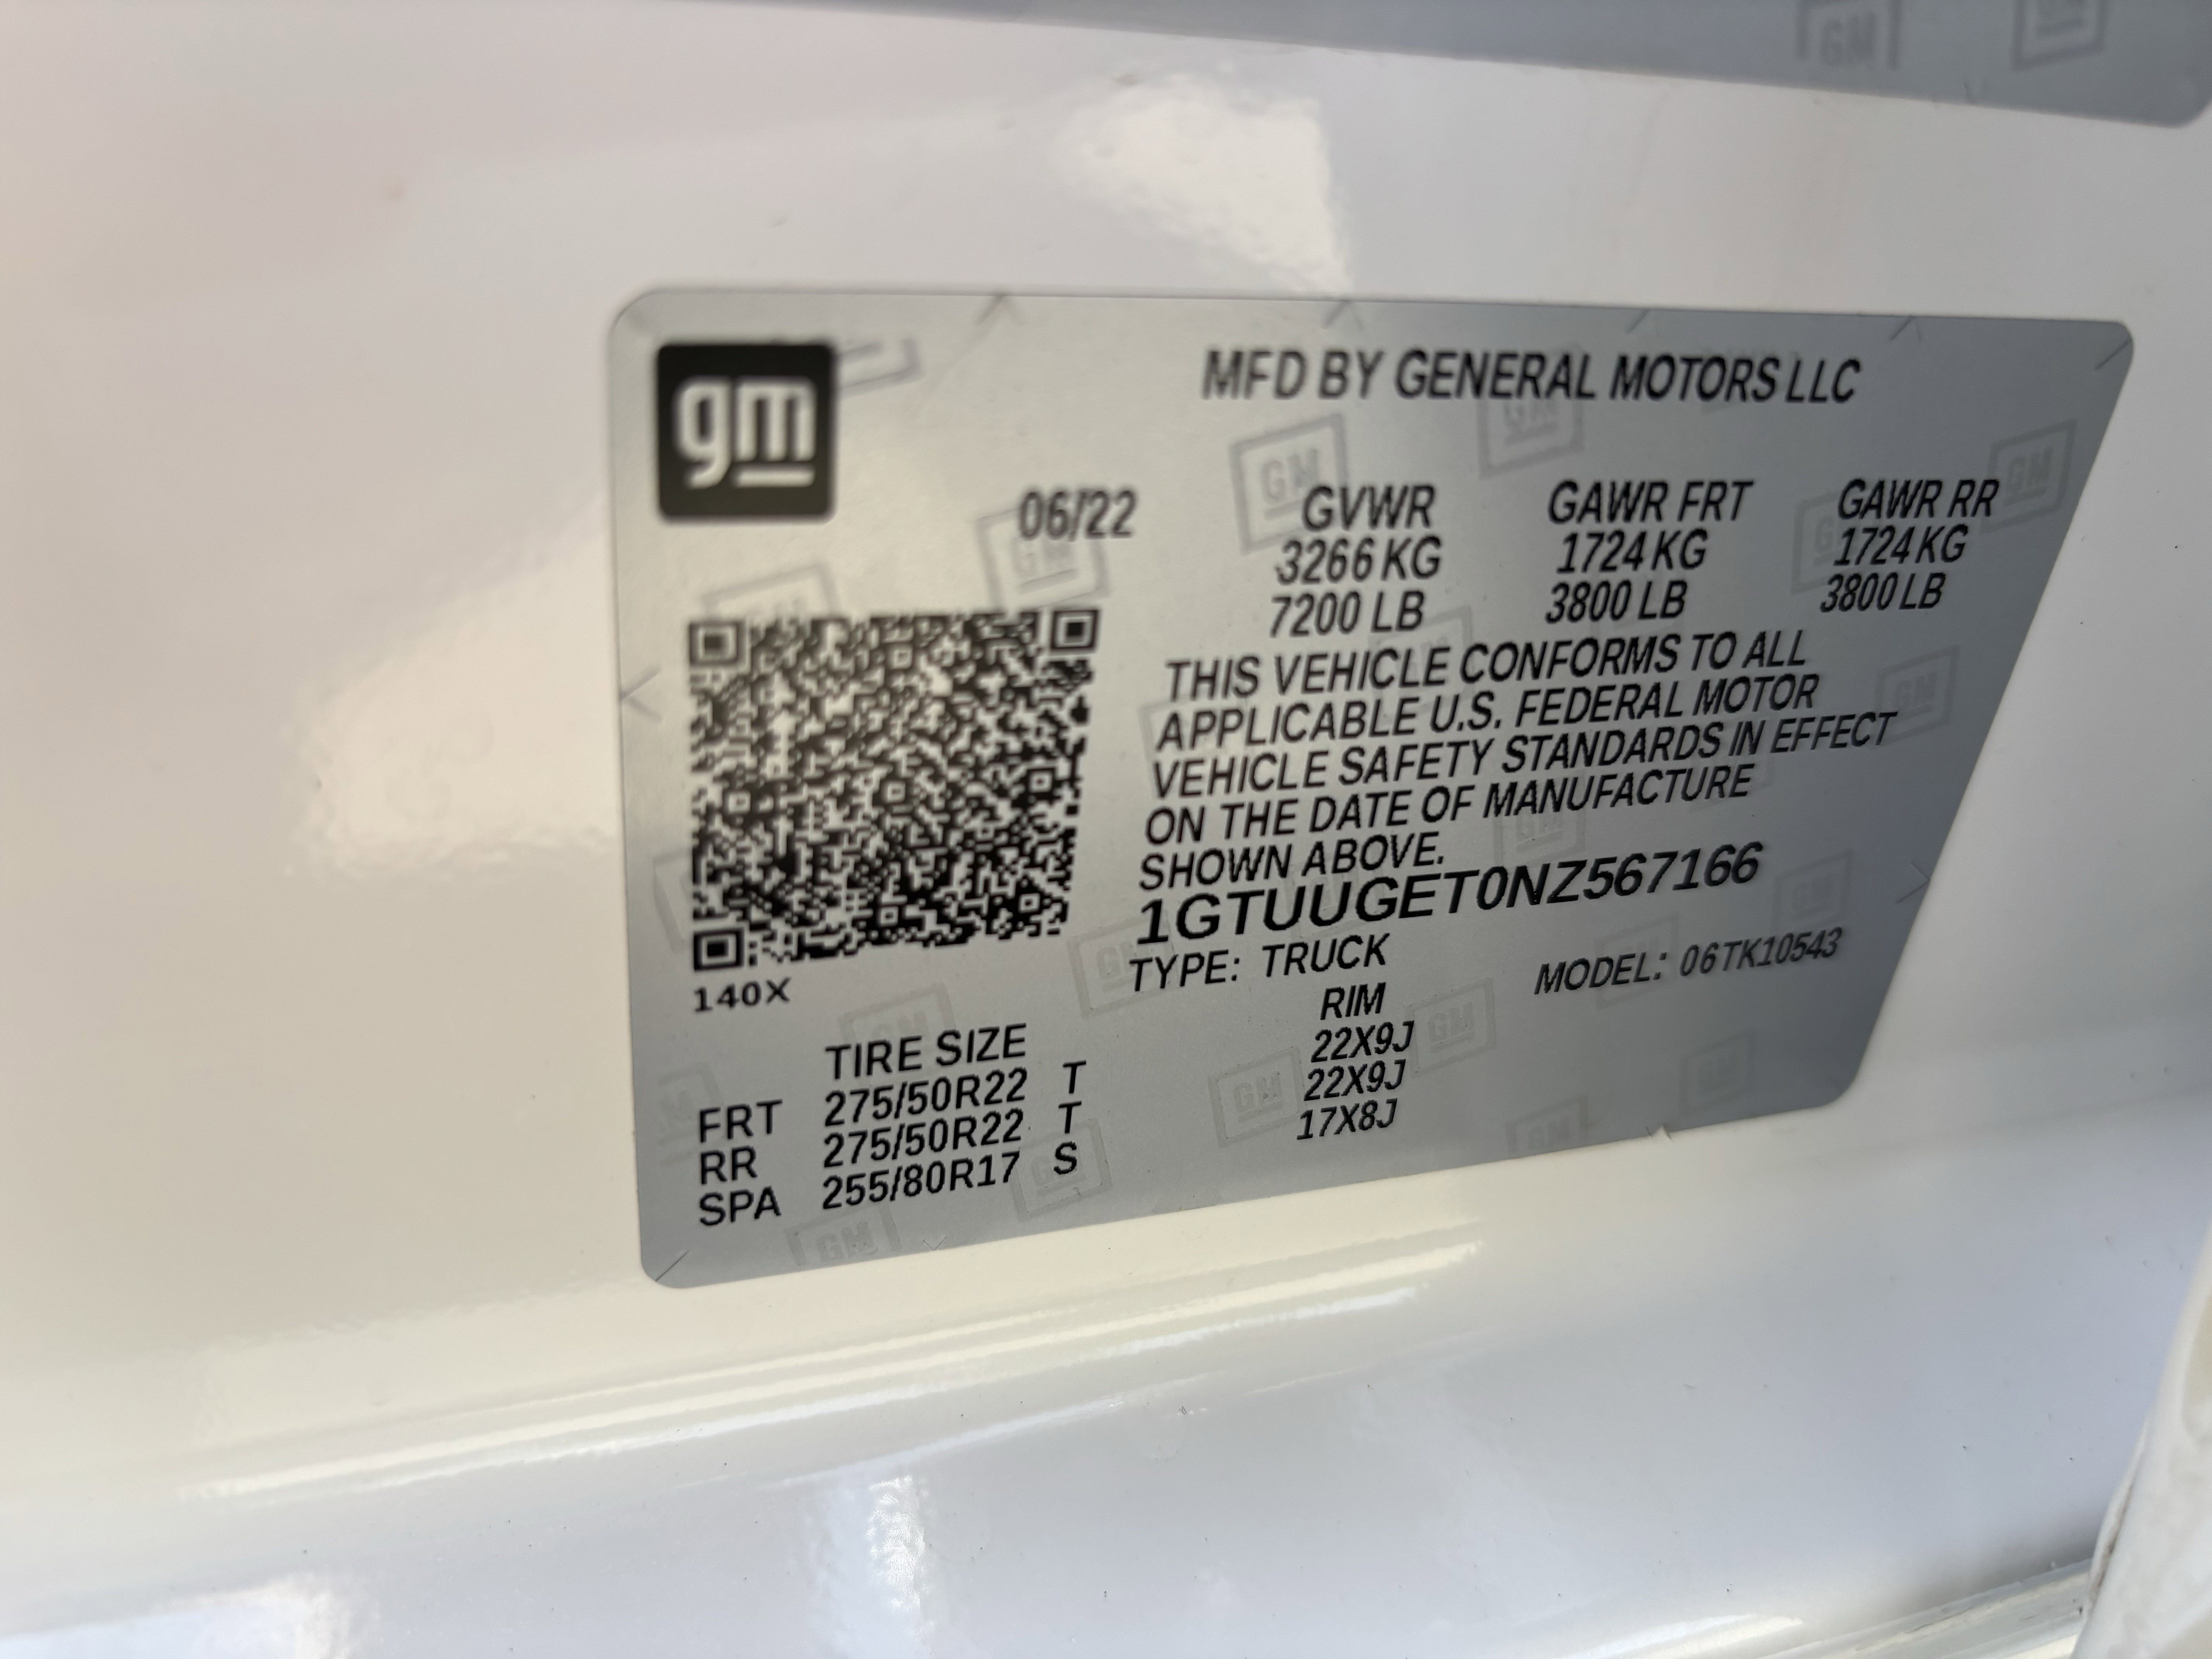 gm
MFD BY GENERAL MOTORS LLC
06/22 GVWR GAWR FRT GAWR RR
3266 KG 1724 KG 1724 KG
7200 LB 3800 LB 3800 LB
THIS VEHICLE CONFORMS TO ALL
APPLICABLE U.S. FEDERAL MOTOR
VEHICLE SAFETY STANDARDS IN EFFECT
ON THE DATE OF MANUFACTURE
SHOWN ABOVE.
1GTUUGET0NZ567166
TYPE: TRUCK MODEL: 06TK10543
140X
TIRE SIZE RIM
FRT 275/50R22 T 22X9J
RR 275/50R22 T 22X9J
SPA 255/80R17 S 17X8J